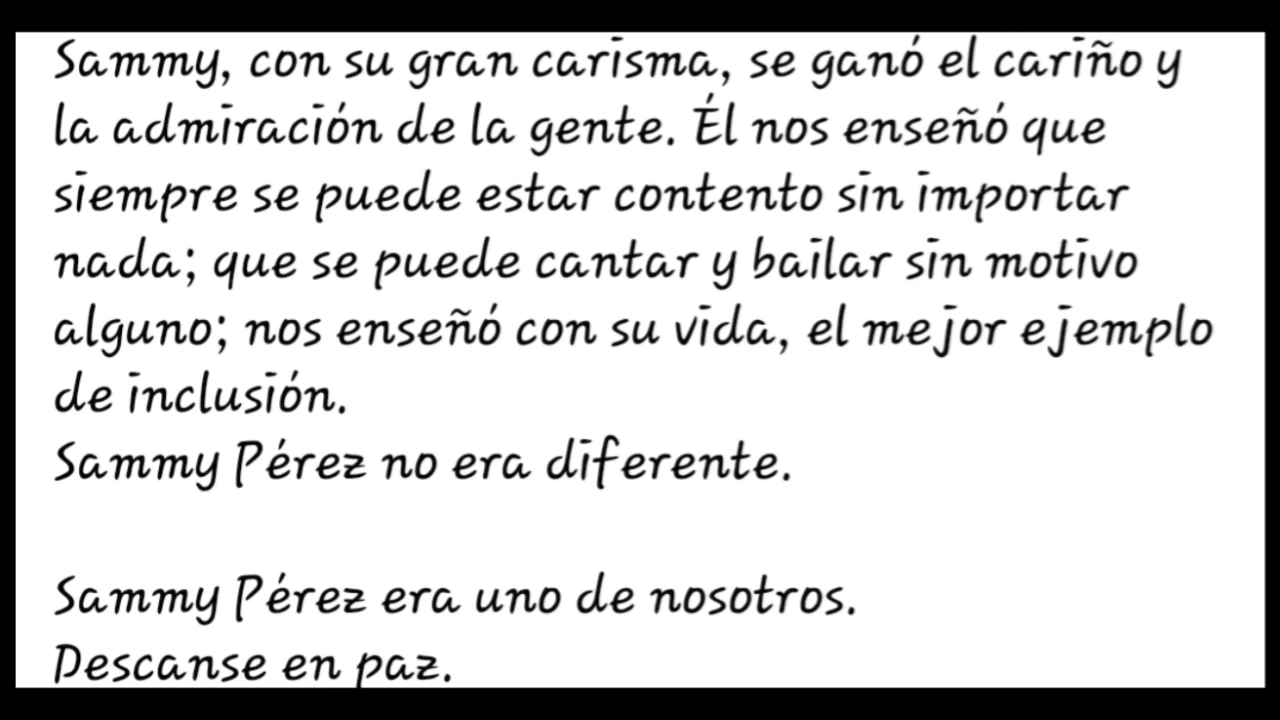 Sammy, con su gran carisma, se ganó el cariño y
la admiración de la gente. Él nos enseñó que
siempre se puede estar contento sin importar
nada; que se puede cantar y bailar sin motivo
alguno; nos enseñó con su vida, el mejor ejemplo
de inclusión.
Sammy Pérez no era diferente.
Sammy Pérez era uno de nosotros.
Descanse en paz.